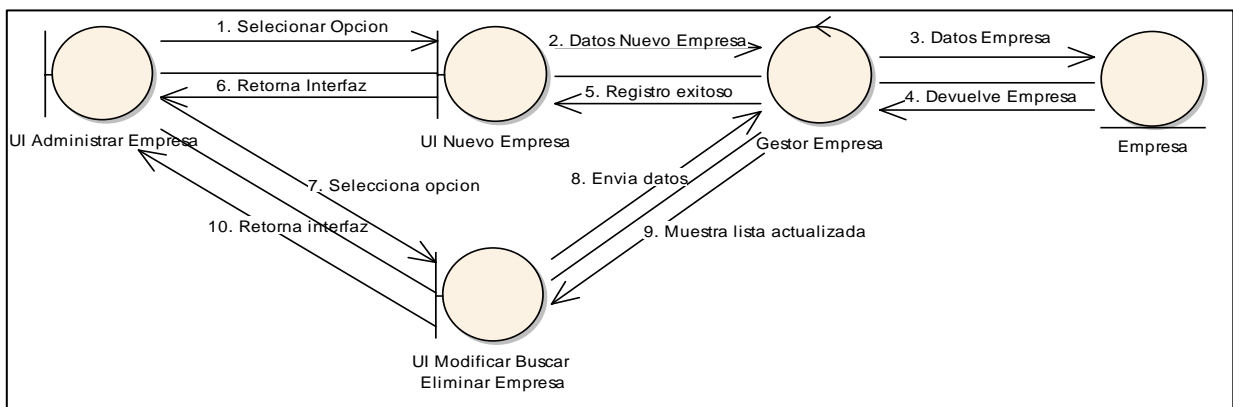 1. Selecionar Opcion
2. Datos Nuevo Empresa
3. Datos Empresa
6. Retorna Interfaz
5. Registro exitoso
4. Devuelve Empresa
UI Administrar Empresa
UI Nuevo Empresa
Gestor Empresa
Empresa
7. Selecciona opcion
8. Envia datos
10. Retorna interfaz
9. Muestra lista actualizada
UI Modificar Buscar
Eliminar Empresa